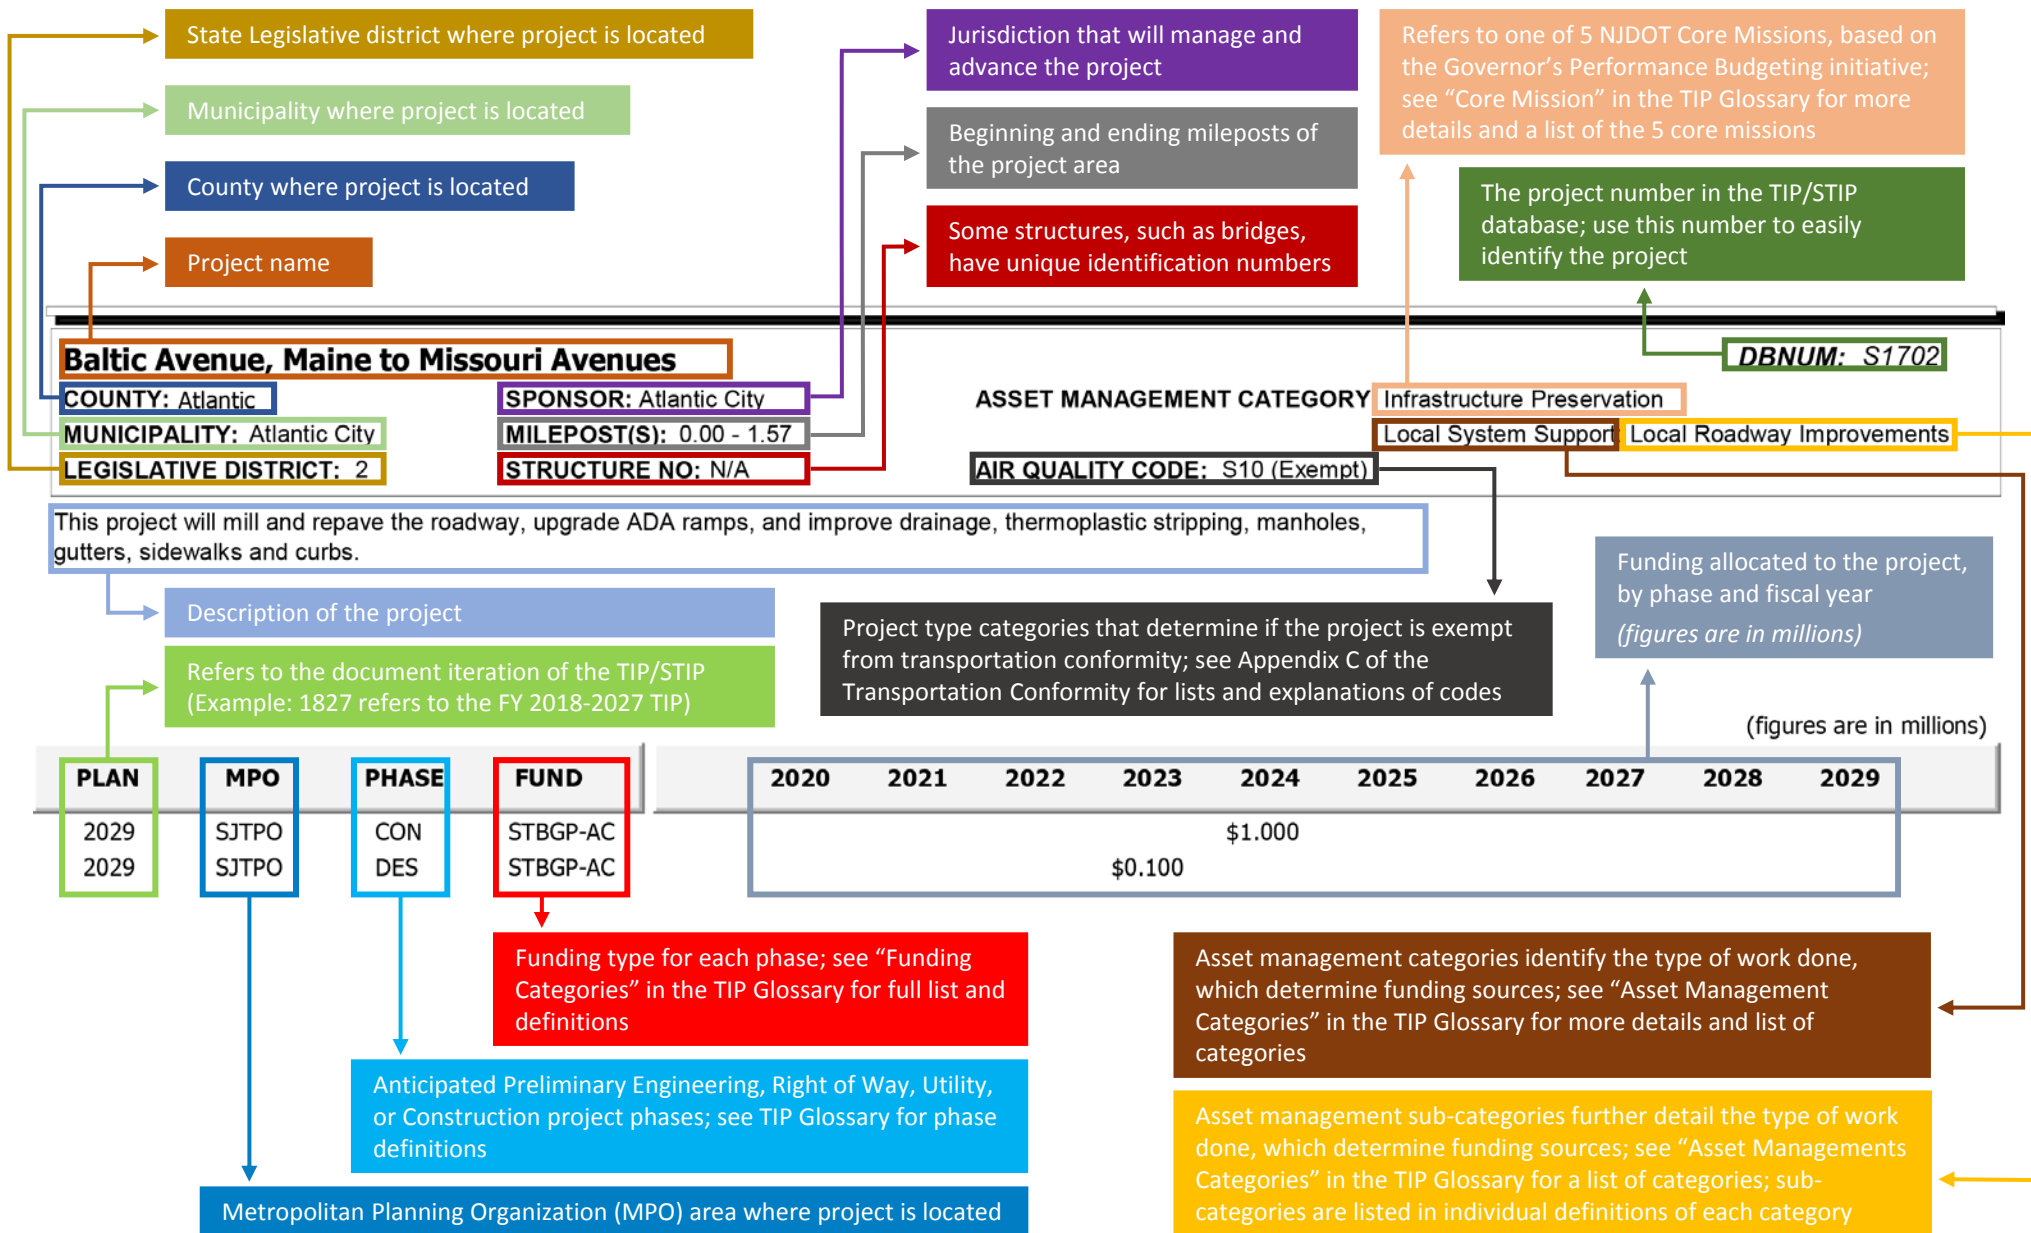 State Legislative district where project is located
Municipality where project is located
County where project is located
Project name
Jurisdiction that will manage and
advance the project
Beginning and ending mileposts of
the project area
Some structures, such as bridges,
have unique identification numbers
Refers to one of 5 NJDOT Core Missions, based on
the Governor's Performance Budgeting initiative;
see “Core Mission” in the TIP Glossary for more
details and a list of the 5 core missions
The project number in the TIP/STIP
database; use this number to easily
identify the project
Baltic Avenue, Maine to Missouri Avenues
DBNUM: S1702
COUNTY: Atlantic
SPONSOR: Atlantic City
ASSET MANAGEMENT CATEGORY Infrastructure Preservation
MUNICIPALITY: Atlantic City
MILEPOST(S): 0.00 - 1.57
Local System Support Local Roadway Improvements
LEGISLATIVE DISTRICT: 2
STRUCTURE NO: N/A
AIR QUALITY CODE: S10 (Exempt)
This project will mill and repave the roadway, upgrade ADA ramps, and improve drainage, thermoplastic stripping, manholes,
gutters, sidewalks and curbs.
Description of the project
Refers to the document iteration of the TIP/STIP
(Example: 1827 refers to the FY 2018-2027 TIP)
Project type categories that determine if the project is exempt
from transportation conformity; see Appendix C of the
Transportation Conformity for lists and explanations of codes
Funding allocated to the project,
by phase and fiscal year
(figures are in millions)
(figures are in millions)
PLAN MPO PHASE FUND 2020 2021 2022 2023 2024 2025 2026 2027 2028 2029
2029 SJTPO CON STBGP-AC $1.000
2029 SJTPO DES STBGP-AC $0.100
Funding type for each phase; see “Funding
Categories” in the TIP Glossary for full list and
definitions
Anticipated Preliminary Engineering, Right of Way, Utility,
or Construction project phases; see TIP Glossary for phase
definitions
Metropolitan Planning Organization (MPO) area where project is located
Asset management categories identify the type of work done,
which determine funding sources; see “Asset Management
Categories” in the TIP Glossary for more details and list of
categories
Asset management sub-categories further detail the type of work
done, which determine funding sources; see “Asset Managements
Categories” in the TIP Glossary for a list of categories; sub-
categories are listed in individual definitions of each category